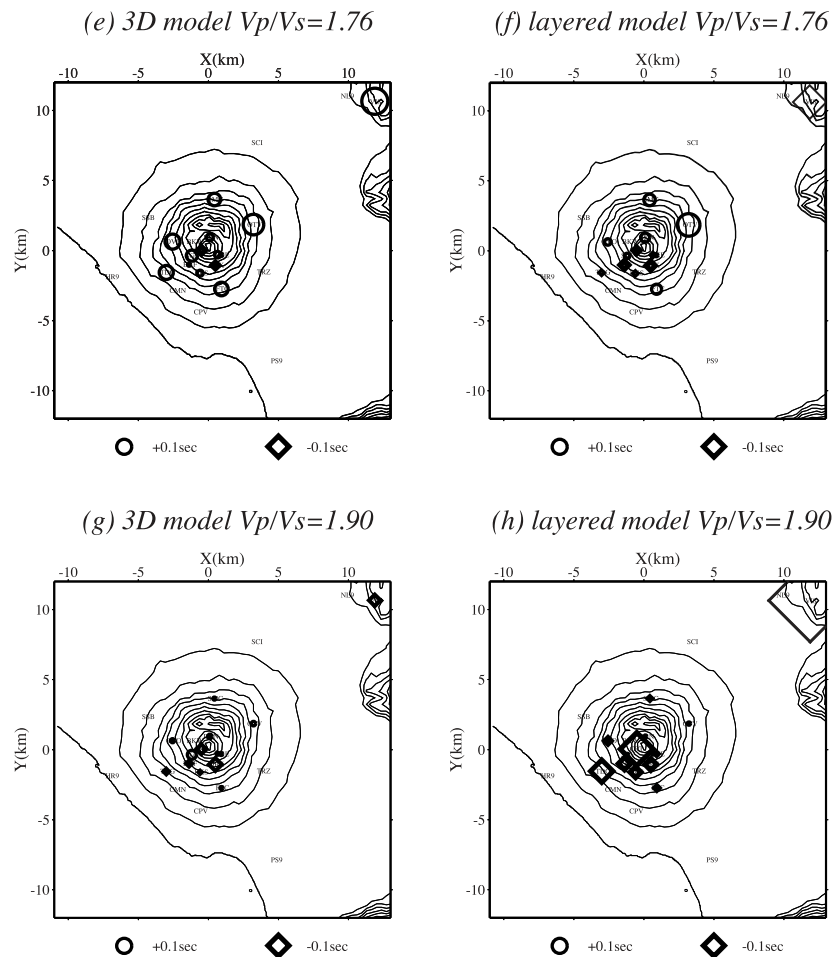 (e) 3D model Vp/Vs=1.76
(f) layered model Vp/Vs=1.76
X(km)
X(km)
-10 -5 0 5 10
-10 -5 0 5 10
Y(km)
10
5
0
-5
-10
SCI
SSB
HR9
CMN
CPV
TRZ
PS9
Y(km)
10
5
0
-5
-10
SCI
SSB
HR9
CMN
CPV
TRZ
PS9
+0.1sec -0.1sec
+0.1sec -0.1sec
(g) 3D model Vp/Vs=1.90
(h) layered model Vp/Vs=1.90
X(km)
X(km)
-10 -5 0 5 10
-10 -5 0 5 10
Y(km)
10
5
0
-5
-10
SCI
SSB
HR9
CMN
CPV
TRZ
PS9
Y(km)
10
5
0
-5
-10
SCI
SSB
HR9
CMN
CPV
TRZ
PS9
+0.1sec -0.1sec
+0.1sec -0.1sec